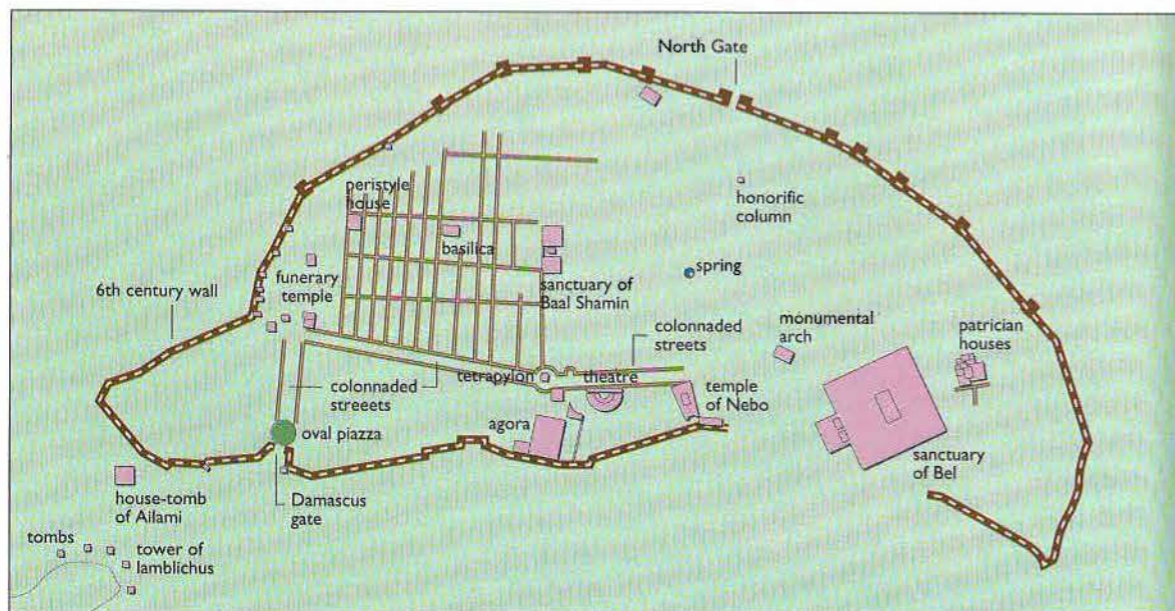 North Gate
peristyle
house
honorific
column
basilica
6th century wall
funerary
temple
sanctuary of
Baal Shamin
spring
colonnaded
streets
monumental
arch
patrician
houses
colonnaded
streeets
tetrapylon
theatre
temple
of Nebo
oval piazza
agora
sanctuary
of Bel
house-tomb
of Ailami
Damascus
gate
tombs
tower of
Iamblichus